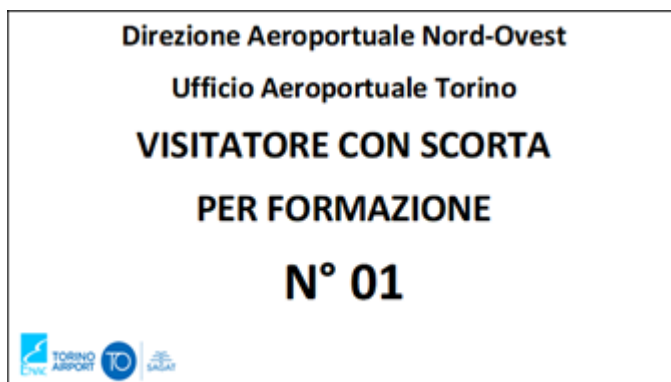 Direzione Aeroportuale Nord-Ovest
Ufficio Aeroportuale Torino
VISITATORE CON SCORTA
PER FORMAZIONE
N° 01
ENAC
TORINO
AIRPORT
TO
SAGAT